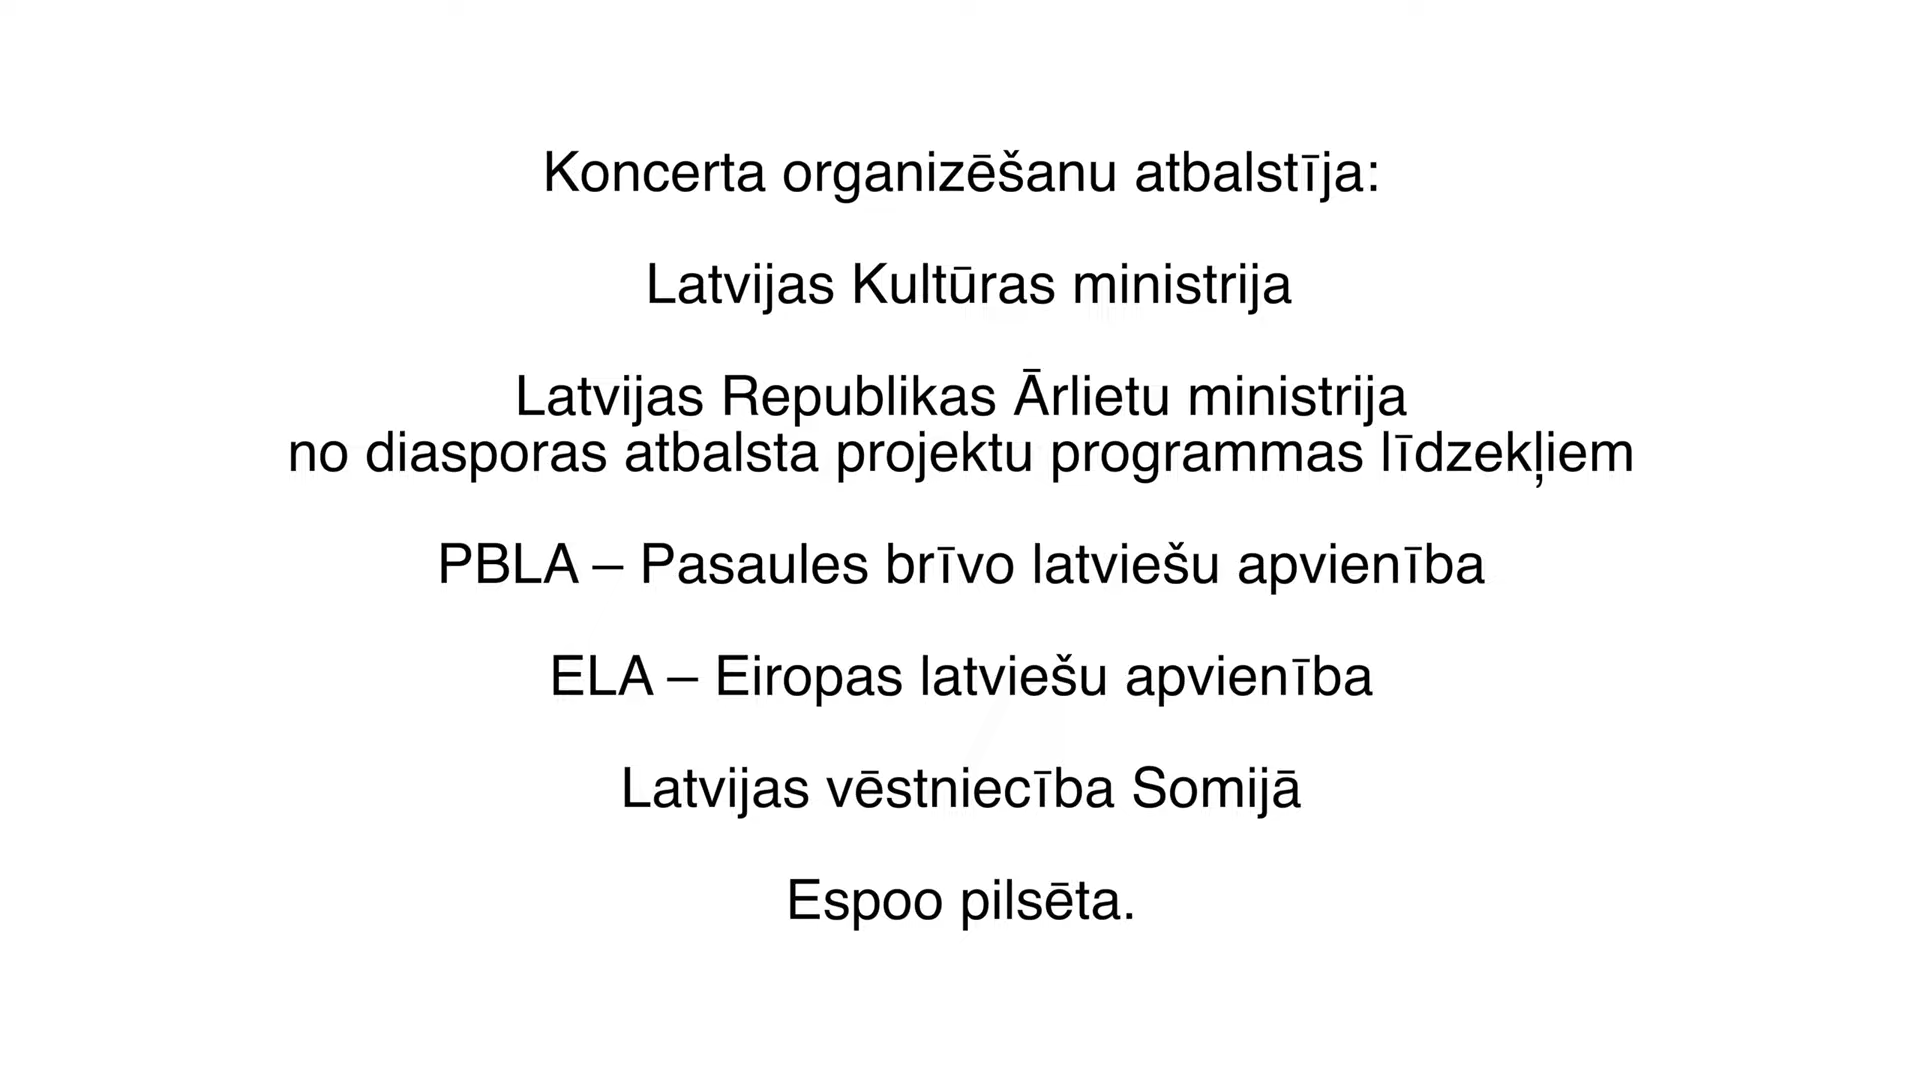 Koncerta organizēšanu atbalstīja:
Latvijas Kultūras ministrija
Latvijas Republikas Ārlietu ministrija
no diasporas atbalsta projektu programmas līdzekļiem
PBLA – Pasaules brīvo latviešu apvienība
ELA – Eiropas latviešu apvienība
Latvijas vēstniecība Somijā
Espoo pilsēta.